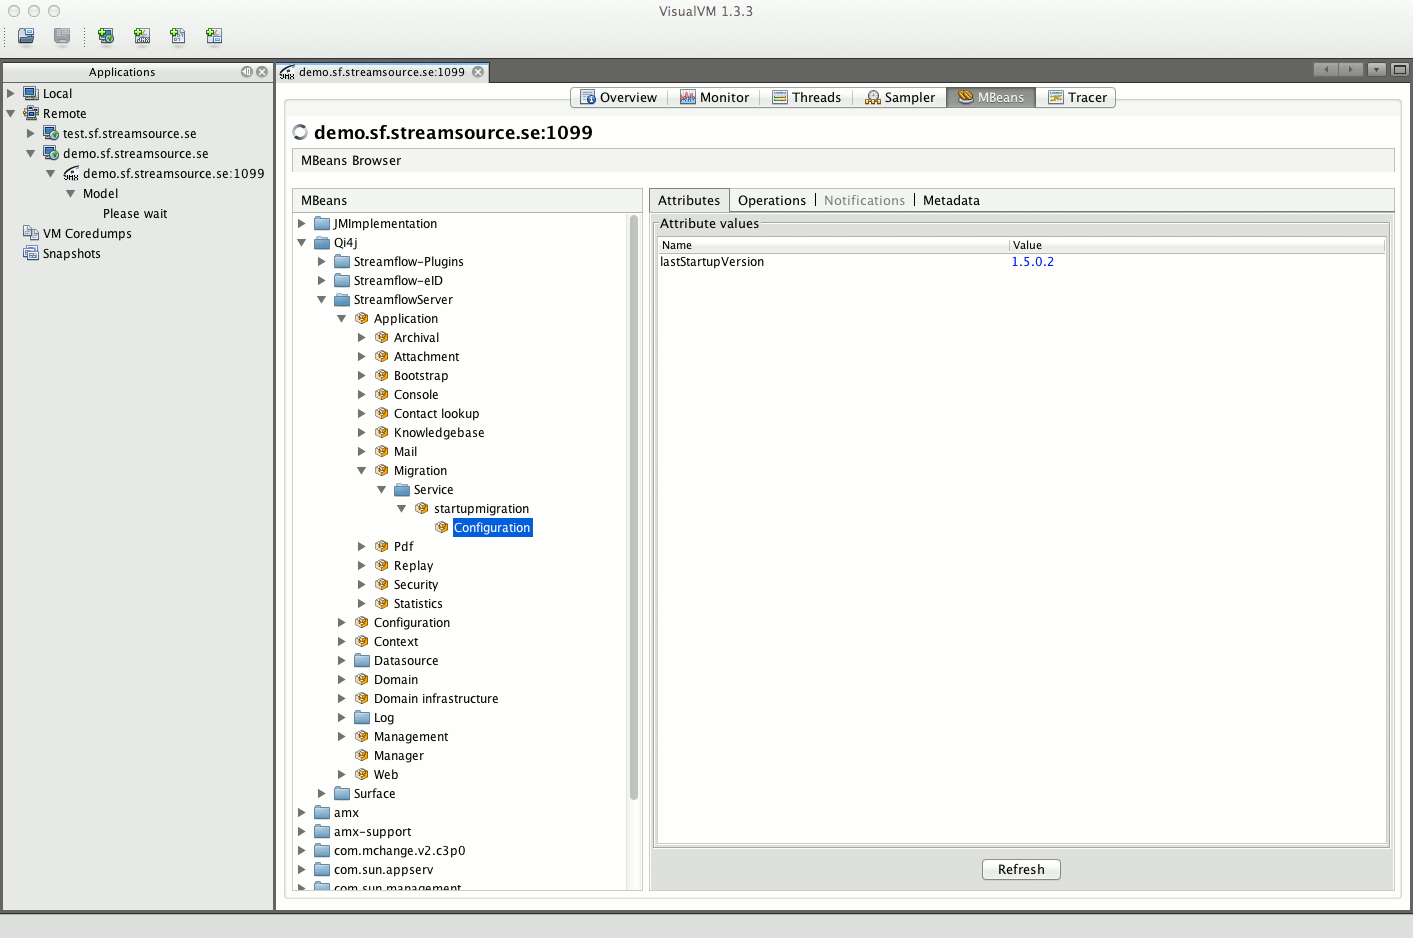 VisualVM 1.3.3
Applications
Local
Remote
test.sf.streamsource.se
demo.sf.streamsource.se
demo.sf.streamsource.se:1099
Model
Please wait
VM Coredumps
Snapshots
demo.sf.streamsource.se:1099
Overview Monitor Threads Sampler MBeans Tracer
demo.sf.streamsource.se:1099
MBeans Browser
MBeans
JMImplementation
Qi4j
Streamflow-Plugins
Streamflow-eID
StreamflowServer
Application
Archival
Attachment
Bootstrap
Console
Contact lookup
Knowledgebase
Mail
Migration
Service
startupmigration
Configuration
Pdf
Replay
Security
Statistics
Configuration
Context
Datasource
Domain
Domain infrastructure
Log
Management
Manager
Web
Surface
amx
amx-support
com.mchange.v2.c3p0
com.sun.appserv
com.sun.management
Attributes Operations Notifications Metadata
Attribute values
Name Value
lastStartupVersion 1.5.0.2
Refresh